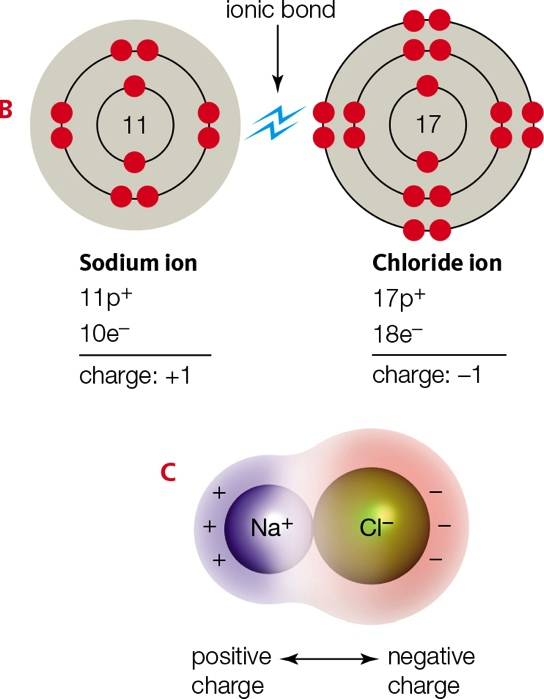 ionic bond
B
11
17
Sodium ion
11p⁺
10e⁻
charge: +1
Chloride ion
17p⁺
18e⁻
charge: –1
C
+
+
+
Na⁺
Cl⁻
–
–
–
positive
charge
negative
charge